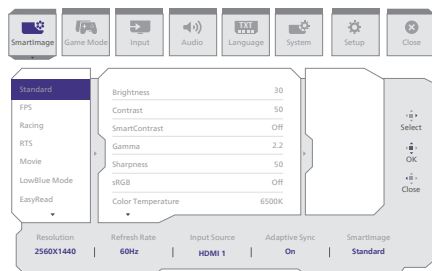 SmartImage
Game Mode
Input
Audio
TXT
Language
System
Setup
Close
Standard
FPS
Racing
RTS
Movie
LowBlue Mode
EasyRead
Brightness 30
Contrast 50
SmartContrast Off
Gamma 2.2
Sharpness 50
sRGB Off
Color Temperature 6500K
Select
OK
Close
Resolution
2560X1440
Refresh Rate
60Hz
Input Source
HDMI 1
Adaptive Sync
On
SmartImage
Standard